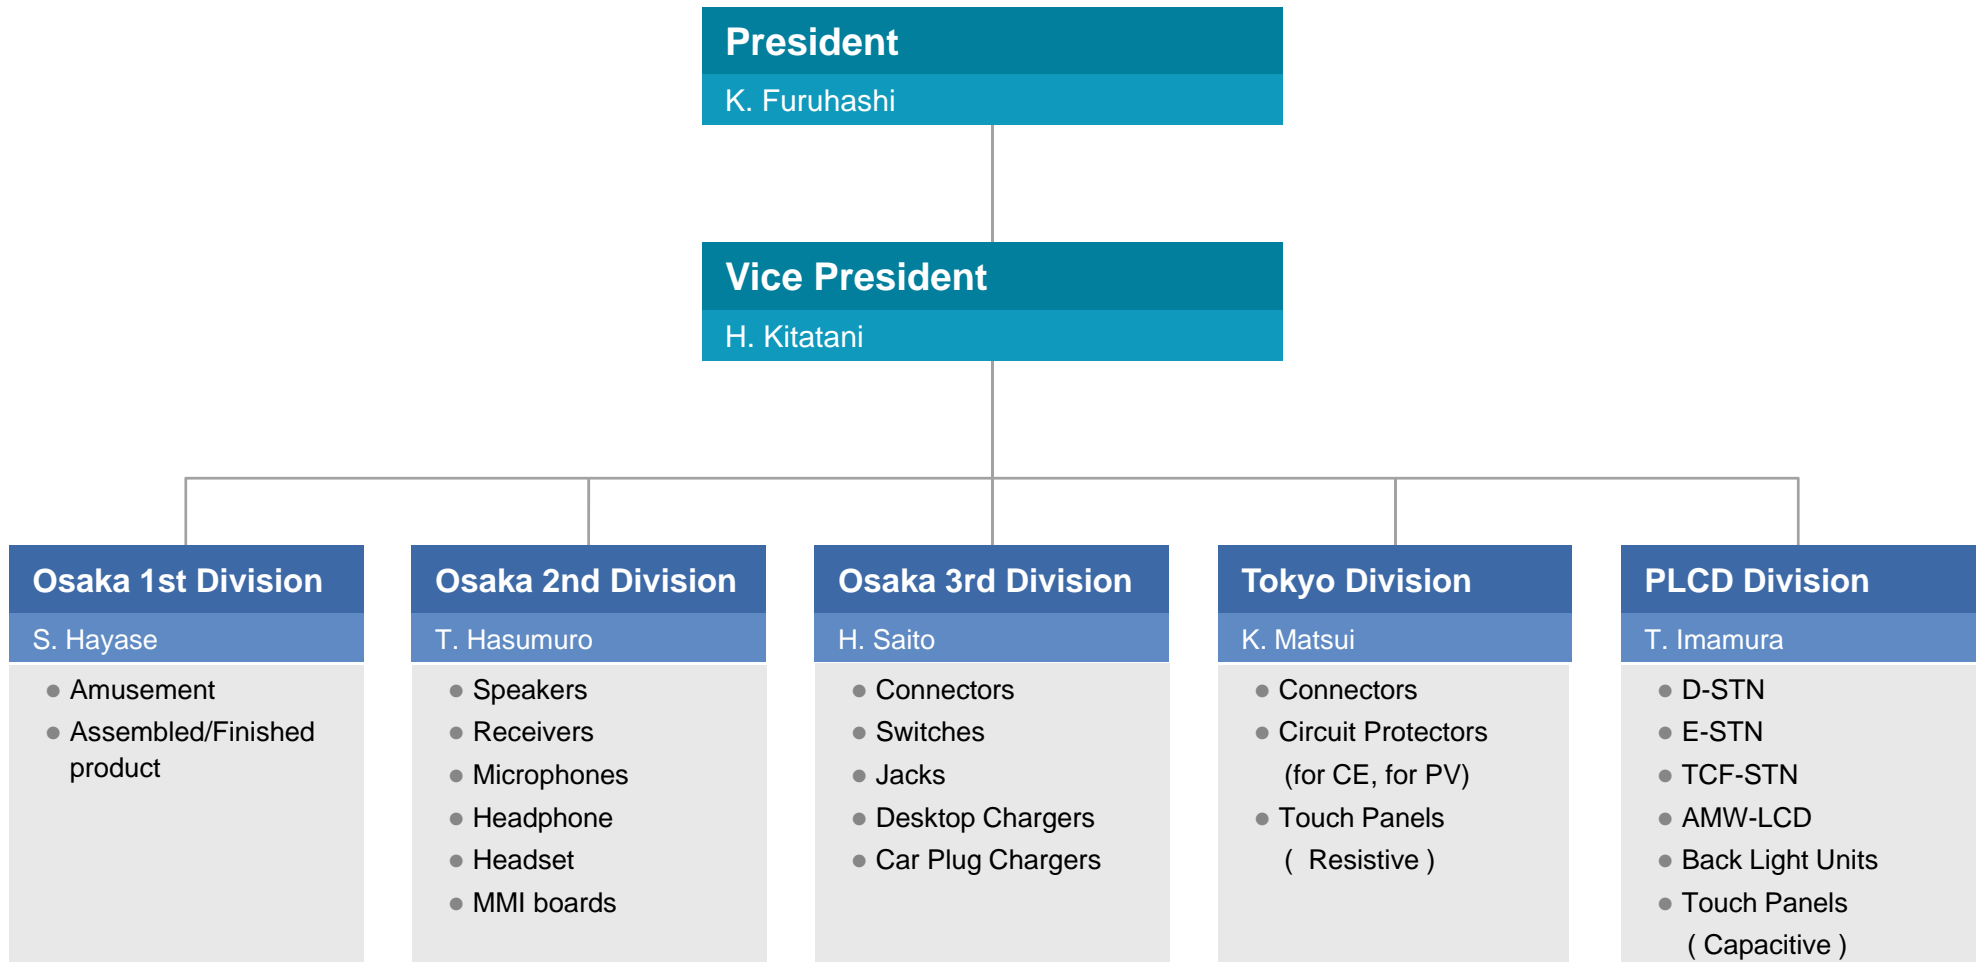 President
K. Furuhashi
Vice President
H. Kitatani
Osaka 1st Division
S. Hayase
Amusement
Assembled/Finished
product
Osaka 2nd Division
T. Hasumuro
Speakers
Receivers
Microphones
Headphone
Headset
MMI boards
Osaka 3rd Division
H. Saito
Connectors
Switches
Jacks
Desktop Chargers
Car Plug Chargers
Tokyo Division
K. Matsui
Connectors
Circuit Protectors
(for CE, for PV)
Touch Panels
( Resistive )
PLCD Division
T. Imamura
D-STN
E-STN
TCF-STN
AMW-LCD
Back Light Units
Touch Panels
( Capacitive )